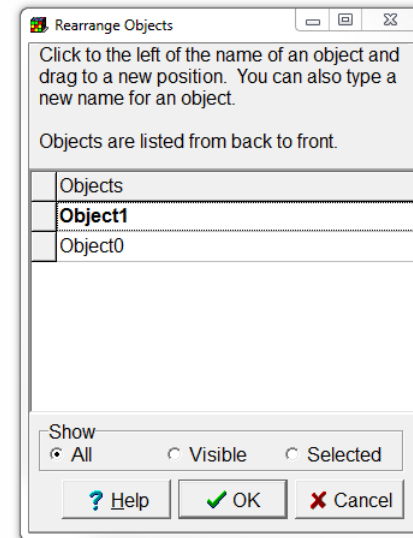 Rearrange Objects
Click to the left of the name of an object and
drag to a new position. You can also type a
new name for an object.
Objects are listed from back to front.
Objects
Object1
Object0
Show
All Visible Selected
? Help OK Cancel